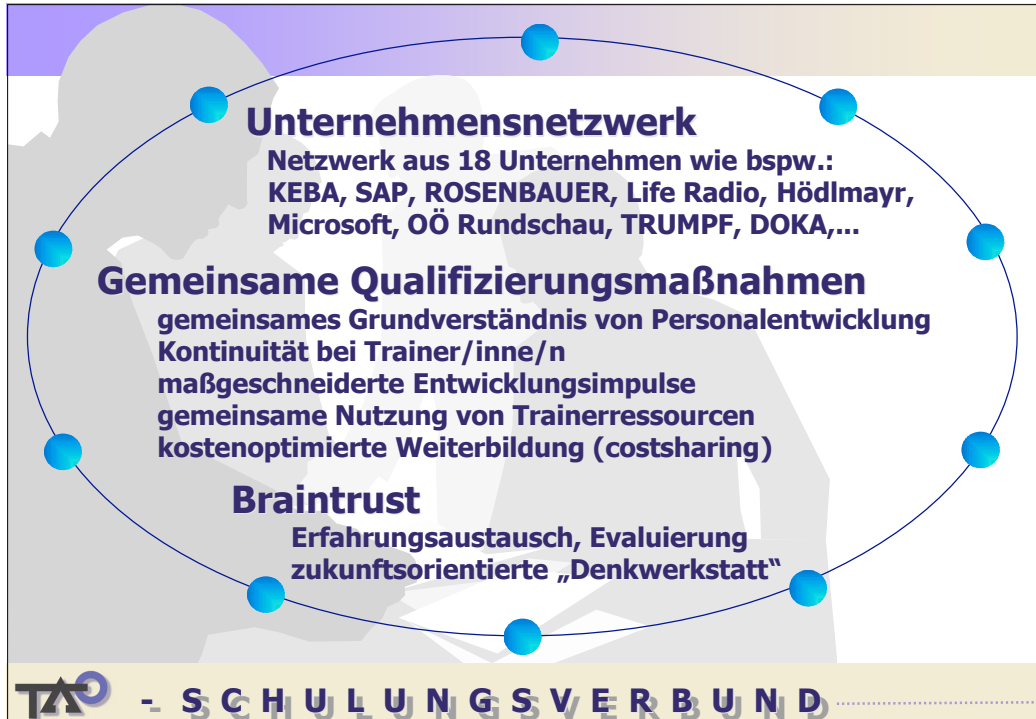 Unternehmensnetzwerk
Netzwerk aus 18 Unternehmen wie bspw.:
KEBA, SAP, ROSENBAUER, Life Radio, Hödlmayr,
Microsoft, OÖ Rundschau, TRUMPF, DOKA,...
Gemeinsame Qualifizierungsmaßnahmen
gemeinsames Grundverständnis von Personalentwicklung
Kontinuität bei Trainer/inne/n
maßgeschneiderte Entwicklungsimpulse
gemeinsame Nutzung von Trainerressourcen
kostenoptimierte Weiterbildung (costsharing)
Braintrust
Erfahrungsaustausch, Evaluierung
zukunftsorientierte „Denkwerkstatt“
TAO - SCHULUNGSVERBUND